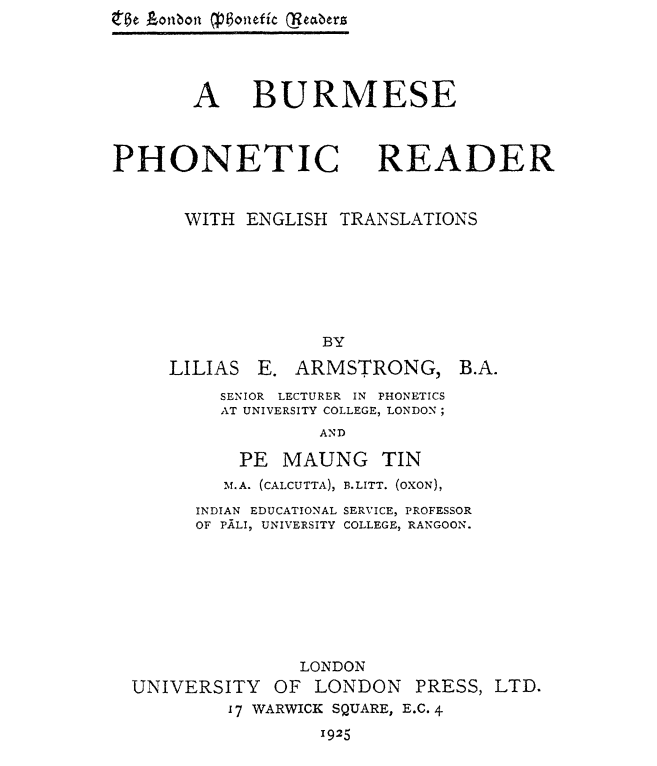 The London Phonetic Readers
A BURMESE
PHONETIC READER
WITH ENGLISH TRANSLATIONS
BY
LILIAS E. ARMSTRONG, B.A.
SENIOR LECTURER IN PHONETICS
AT UNIVERSITY COLLEGE, LONDON;
AND
PE MAUNG TIN
M.A. (CALCUTTA), B.LITT. (OXON),
INDIAN EDUCATIONAL SERVICE, PROFESSOR
OF PĀLI, UNIVERSITY COLLEGE, RANGOON.
LONDON
UNIVERSITY OF LONDON PRESS, LTD.
17 WARWICK SQUARE, E.C. 4
1925